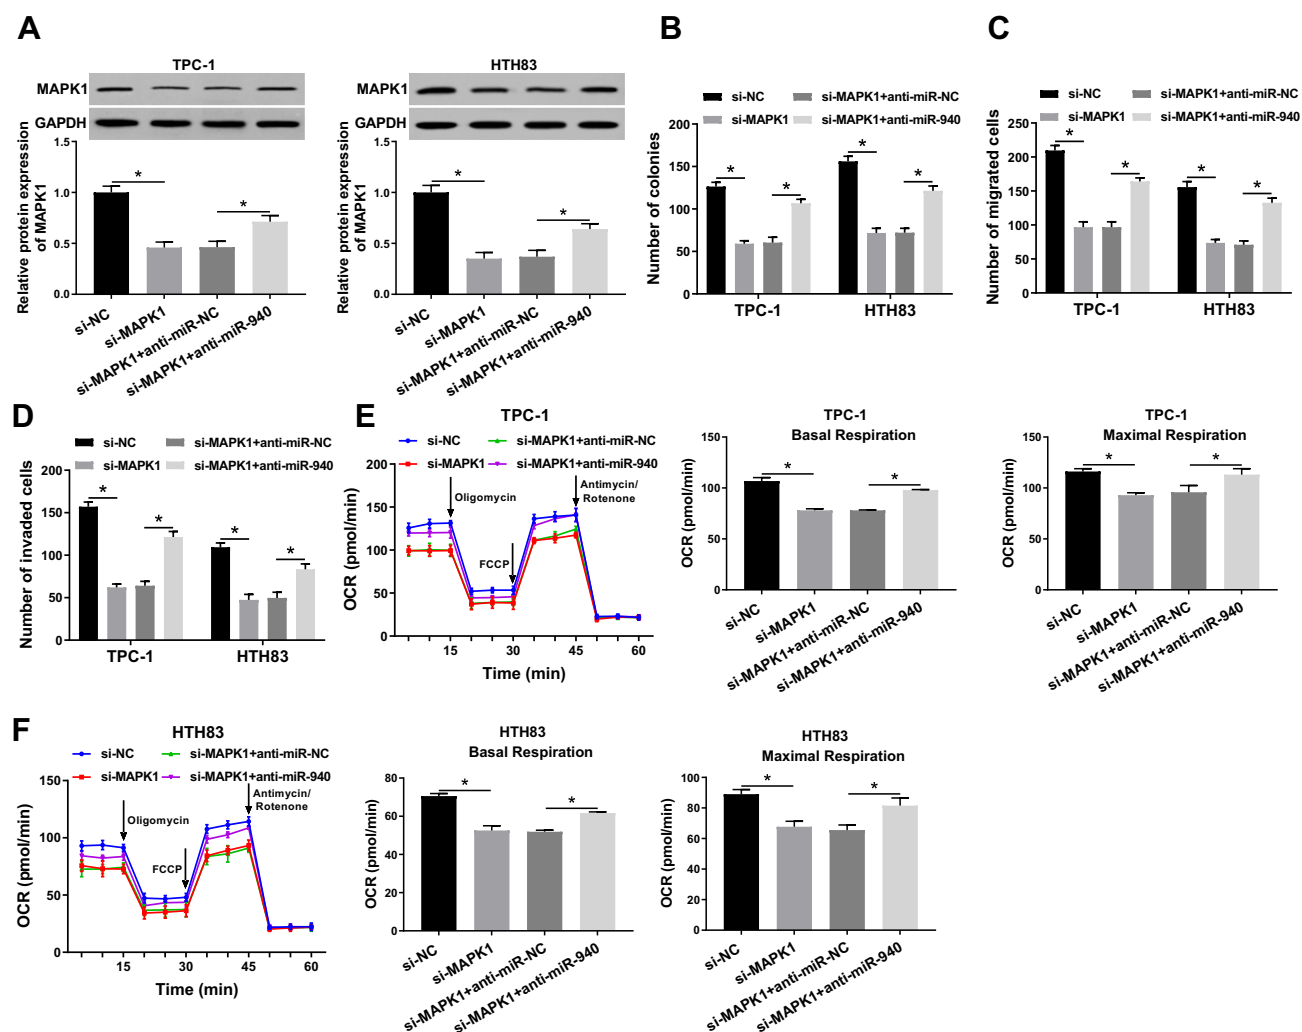 A
TPC-1
MAPK1
GAPDH
Relative protein expression
of MAPK1
1.5
1.0
0.5
0.0
*
*
si-NC
si-MAPK1
si-MAPK1+anti-miR-NC
si-MAPK1+anti-miR-940
HTH83
MAPK1
GAPDH
Relative protein expression
of MAPK1
1.5
1.0
0.5
0.0
*
*
si-NC
si-MAPK1
si-MAPK1+anti-miR-NC
si-MAPK1+anti-miR-940
B
si-NC
si-MAPK1+anti-miR-NC
si-MAPK1
si-MAPK1+anti-miR-940
Number of colonies
200
150
100
50
0
*
*
*
*
TPC-1
HTH83
C
si-NC
si-MAPK1+anti-miR-NC
si-MAPK1
si-MAPK1+anti-miR-940
Number of migrated cells
250
200
150
100
50
0
*
*
*
*
TPC-1
HTH83
D
si-NC
si-MAPK1+anti-miR-NC
si-MAPK1
si-MAPK1+anti-miR-940
Number of invaded cells
200
150
100
50
0
*
*
*
*
TPC-1
HTH83
E
TPC-1
si-NC
si-MAPK1+anti-miR-NC
si-MAPK1
si-MAPK1+anti-miR-940
OCR (pmol/min)
200
150
100
50
0
Oligomycin
FCCP
Antimycin/
Rotenone
15
30
45
60
Time (min)
TPC-1
Basal Respiration
OCR (pmol/min)
150
100
50
0
*
*
si-NC
si-MAPK1
si-MAPK1+anti-miR-NC
si-MAPK1+anti-miR-940
TPC-1
Maximal Respiration
OCR (pmol/min)
150
100
50
0
*
*
si-NC
si-MAPK1
si-MAPK1+anti-miR-NC
si-MAPK1+anti-miR-940
F
HTH83
si-NC
si-MAPK1+anti-miR-NC
si-MAPK1
si-MAPK1+anti-miR-940
OCR (pmol/min)
150
100
50
0
Oligomycin
FCCP
Antimycin/
Rotenone
15
30
45
60
Time (min)
HTH83
Basal Respiration
OCR (pmol/min)
80
60
40
20
0
*
*
si-NC
si-MAPK1
si-MAPK1+anti-miR-NC
si-MAPK1+anti-miR-940
HTH83
Maximal Respiration
OCR (pmol/min)
100
80
60
40
20
0
*
*
si-NC
si-MAPK1
si-MAPK1+anti-miR-NC
si-MAPK1+anti-miR-940